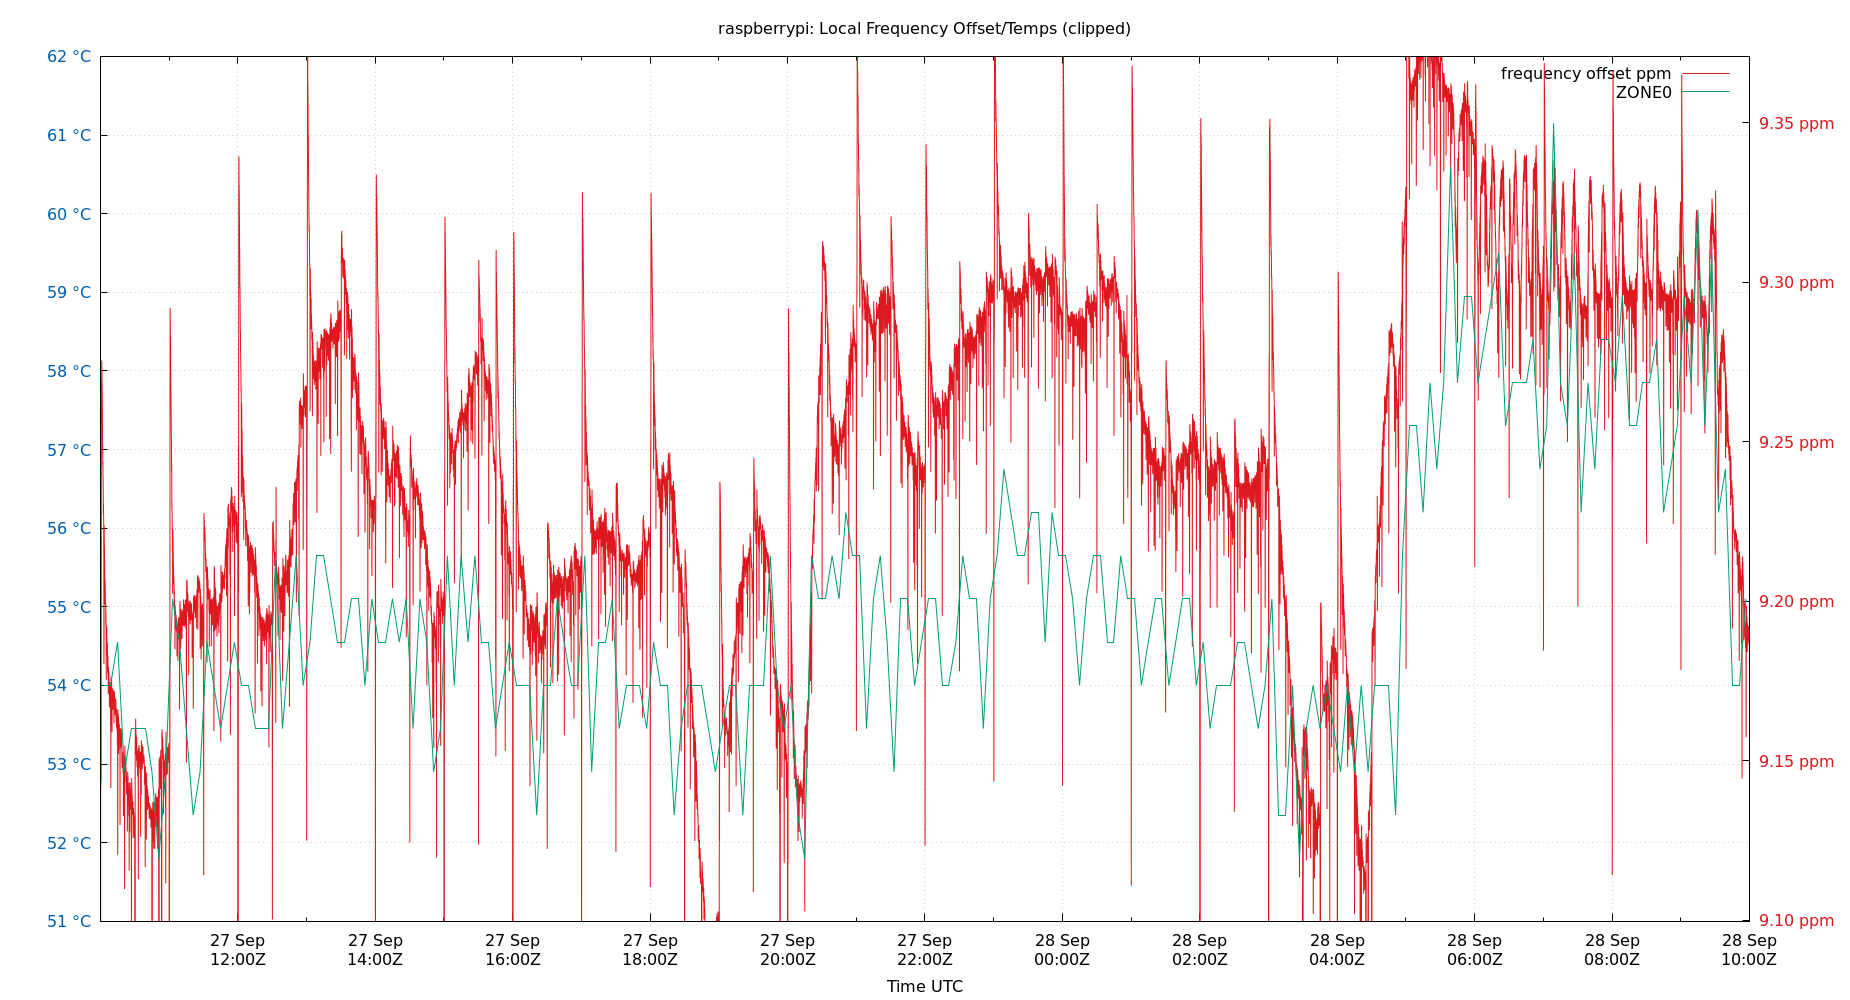 raspberrypi: Local Frequency Offset/Temps (clipped)
62 °C
61 °C
60 °C
59 °C
58 °C
57 °C
56 °C
55 °C
54 °C
53 °C
52 °C
51 °C
frequency offset ppm
ZONE0
9.35 ppm
9.30 ppm
9.25 ppm
9.20 ppm
9.15 ppm
9.10 ppm
27 Sep 27 Sep 27 Sep 27 Sep 27 Sep 27 Sep 28 Sep 28 Sep 28 Sep 28 Sep 28 Sep 28 Sep
12:00Z 14:00Z 16:00Z 18:00Z 20:00Z 22:00Z 00:00Z 02:00Z 04:00Z 06:00Z 08:00Z 10:00Z
Time UTC